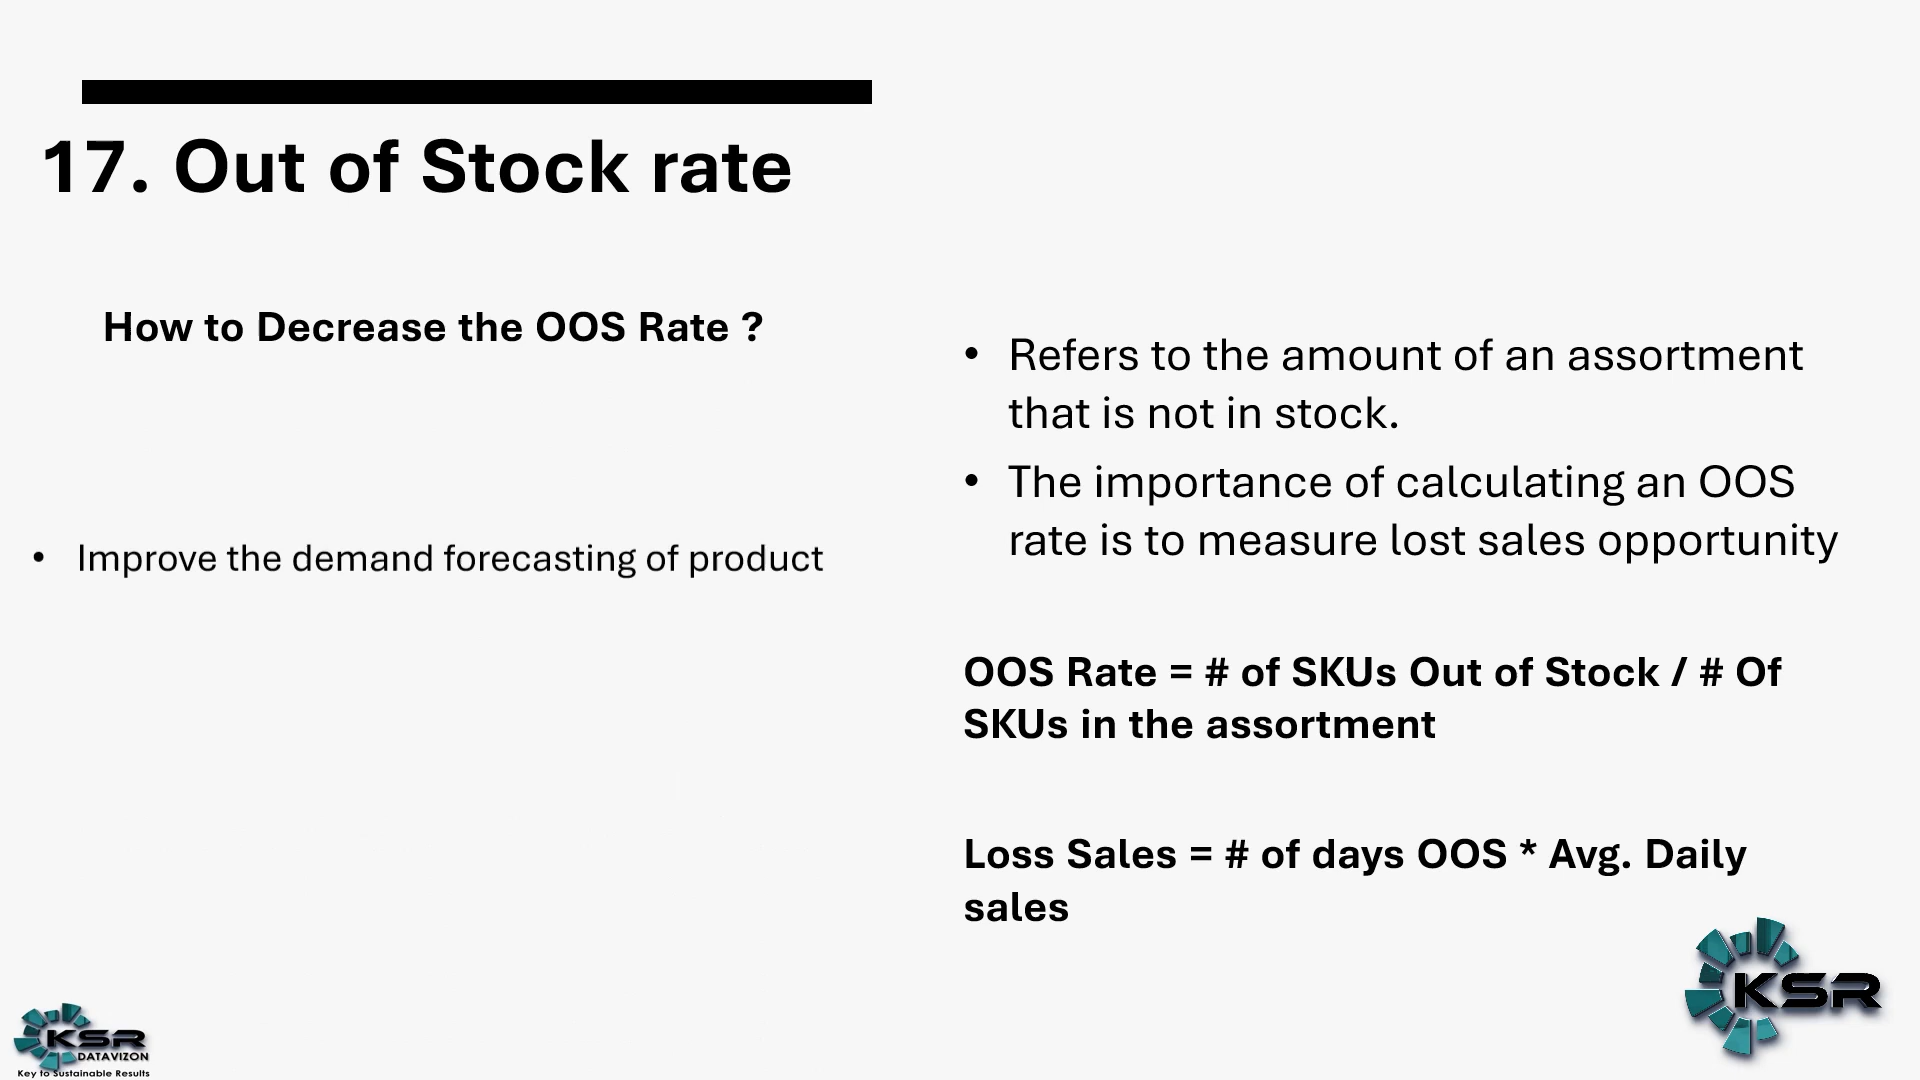 17. Out of Stock rate
How to Decrease the OOS Rate ?
• Improve the demand forecasting of product
• Refers to the amount of an assortment
that is not in stock.
• The importance of calculating an OOS
rate is to measure lost sales opportunity
OOS Rate = # of SKUs Out of Stock / # Of
SKUs in the assortment
Loss Sales = # of days OOS * Avg. Daily
sales
KSR
KSR
DATAVIZON
Key to Sustainable Results